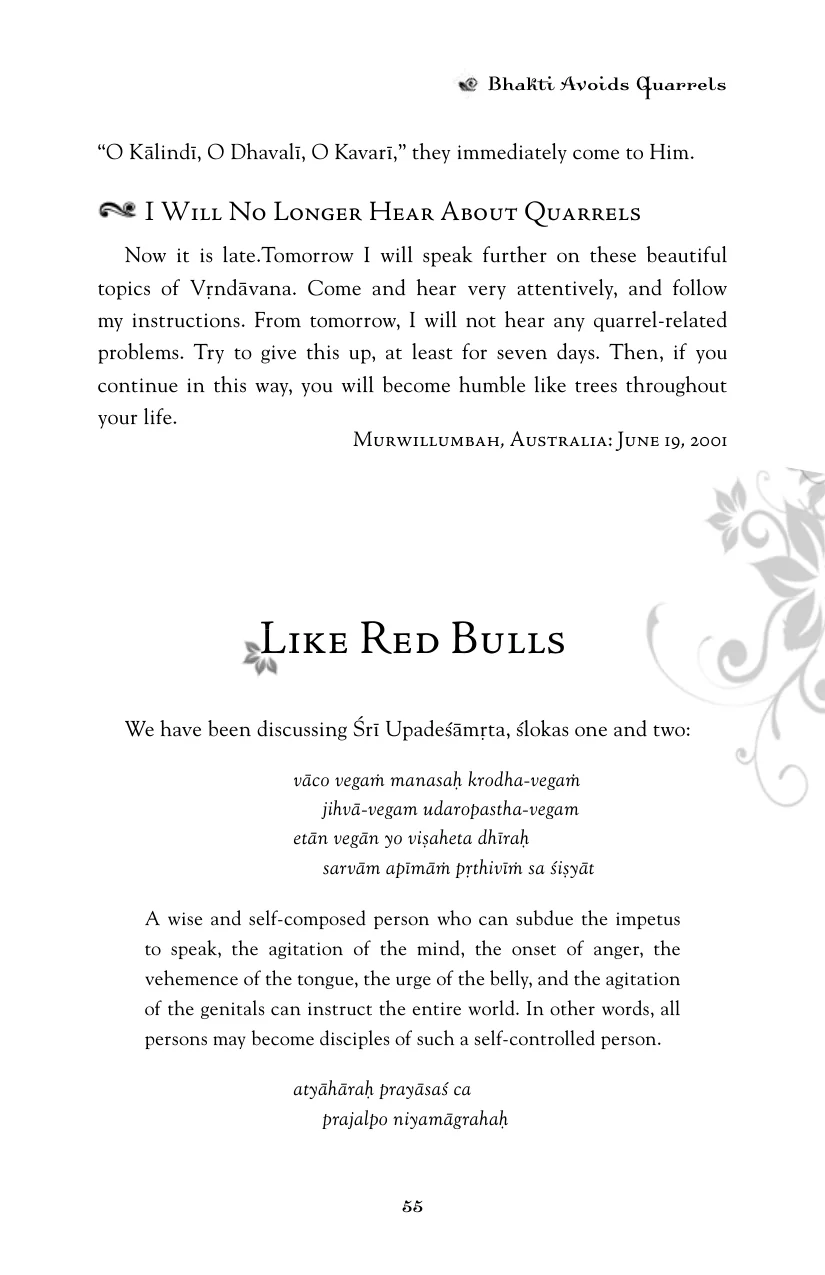 Bhakti Avoids Quarrels
“O Kālindī, O Dhavalī, O Kavarī,” they immediately come to Him.
I Will No Longer Hear About Quarrels
Now it is late.Tomorrow I will speak further on these beautiful
topics of Vṛndāvana. Come and hear very attentively, and follow
my instructions. From tomorrow, I will not hear any quarrel-related
problems. Try to give this up, at least for seven days. Then, if you
continue in this way, you will become humble like trees throughout
your life.
Murwillumbah, Australia: June 19, 2001
Like Red Bulls
We have been discussing Śrī Upadeśāmṛta, ślokas one and two:
vāco vegaṁ manasaḥ krodha-vegaṁ
jihvā-vegam udaropastha-vegam
etān vegān yo viṣaheta dhīraḥ
sarvām apīmāṁ pṛthivīṁ sa śiṣyāt
A wise and self-composed person who can subdue the impetus
to speak, the agitation of the mind, the onset of anger, the
vehemence of the tongue, the urge of the belly, and the agitation
of the genitals can instruct the entire world. In other words, all
persons may become disciples of such a self-controlled person.
atyāhāraḥ prayāsaś ca
prajalpo niyamāgrahaḥ
55